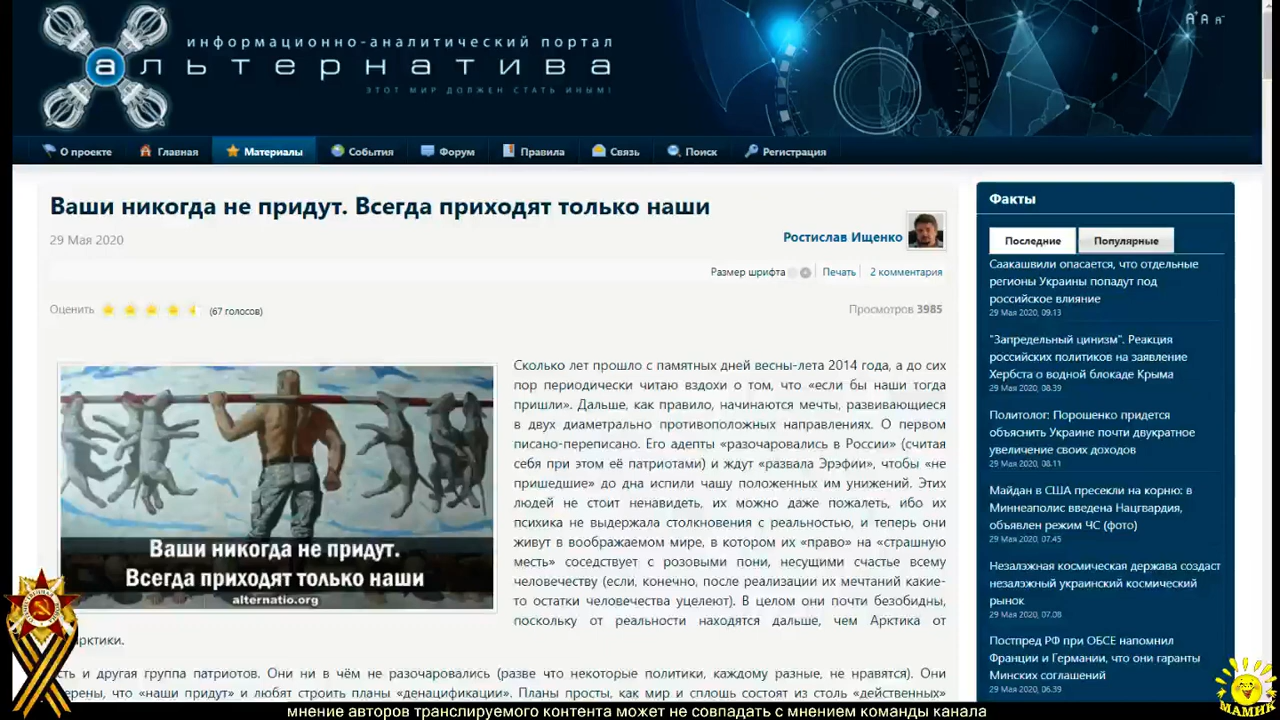 информационно-аналитический портал
альтернатива
ЭТОТ МИР ДОЛЖЕН СТАТЬ ИНЫМ!
A A A
О проекте
Главная
Материалы
События
Форум
Правила
Связь
Поиск
Регистрация
Ваши никогда не придут. Всегда приходят только наши
29 Мая 2020
Ростислав Ищенко
Размер шрифта
Печать
2 комментария
Оценить
(67 голосов)
Просмотров 3985
Сколько лет прошло с памятных дней весны-лета 2014 года, а до сих
пор периодически читаю вздохи о том, что «если бы наши тогда
пришли». Дальше, как правило, начинаются мечты, развивающиеся
в двух диаметрально противоположных направлениях. О первом
писано-переписано. Его адепты «разочаровались в России» (считая
себя при этом её патриотами) и ждут «развала Эрэфии», чтобы «не
пришедшие» до дна испили чашу положенных им унижений. Этих
людей не стоит ненавидеть, их можно даже пожалеть, ибо их
психика не выдержала столкновения с реальностью, и теперь они
живут в воображаемом мире, в котором их «право» на «страшную
месть» соседствует с розовыми пони, несущими счастье всему
человечеству (если, конечно, после реализации их мечтаний какие-
то остатки человечества уцелеют). В целом они почти безобидны,
поскольку от реальности находятся дальше, чем Арктика от
арктики.
Ваши никогда не придут.
Всегда приходят только наши
alternatio.org
сть и другая группа патриотов. Они ни в чём не разочаровались (разве что некоторые политики, каждому разные, не нравятся). Они
ерены, что «наши придут» и любят строить планы «денацификации». Планы просты, как мир и сплошь состоят из столь «действенных»
Факты
Последние
Популярные
Саакашвили опасается, что отдельные
регионы Украины попадут под
российское влияние
29 Мая 2020, 09.13
"Запредельный цинизм". Реакция
российских политиков на заявление
Хербста о водной блокаде Крыма
29 Мая 2020, 08.39
Политолог: Порошенко придется
объяснить Украине почти двукратное
увеличение своих доходов
29 Мая 2020, 08.11
Майдан в США пресекли на корню: в
Миннеаполис введена Нацгвардия,
объявлен режим ЧС (фото)
29 Мая 2020, 07.45
Незалэжная космическая держава создаст
незалэжный украинский космический
рынок
29 Мая 2020, 07.08
Постпред РФ при ОБСЕ напомнил
Франции и Германии, что они гаранты
Минских соглашений
29 Мая 2020, 06.39
МАМИК
мнение авторов транслируемого контента может не совпадать с мнением команды канала